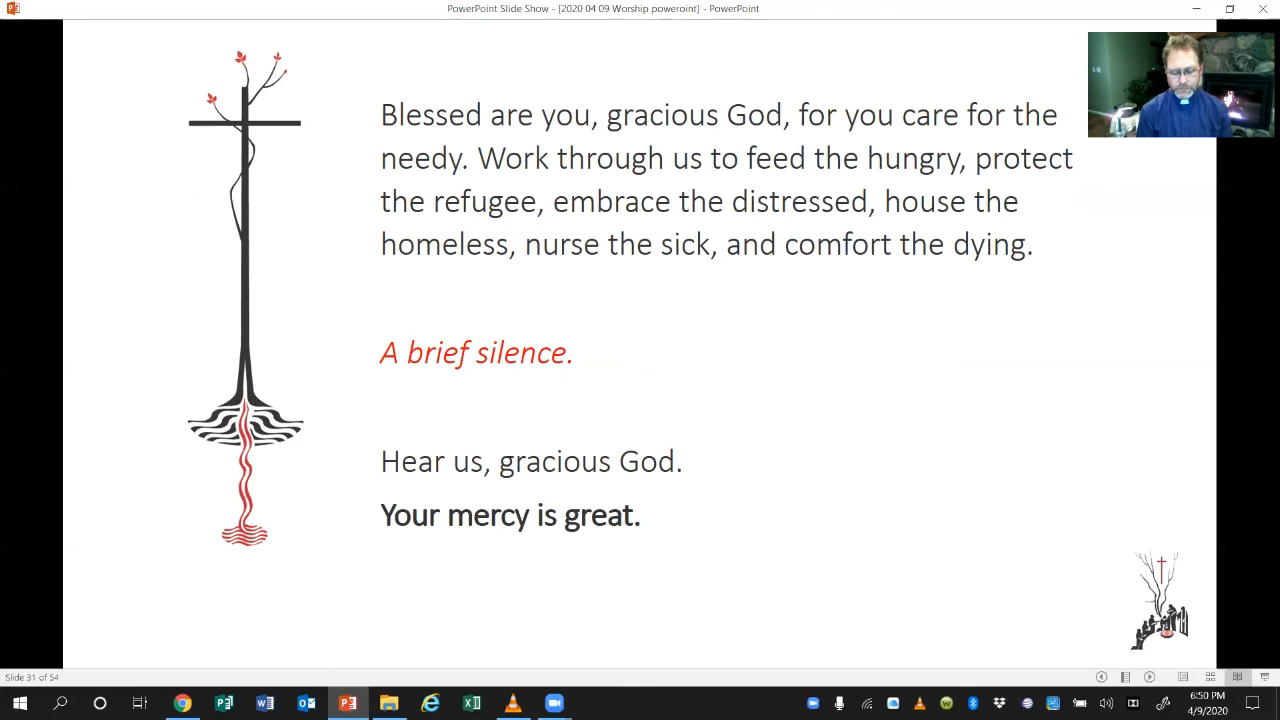 PowerPoint Slide Show - [2020 04 09 Worship poweroint] - PowerPoint
Blessed are you, gracious God, for you care for the
needy. Work through us to feed the hungry, protect
the refugee, embrace the distressed, house the
homeless, nurse the sick, and comfort the dying.
A brief silence.
Hear us, gracious God.
Your mercy is great.
Slide 31 of 54
6:50 PM
4/9/2020